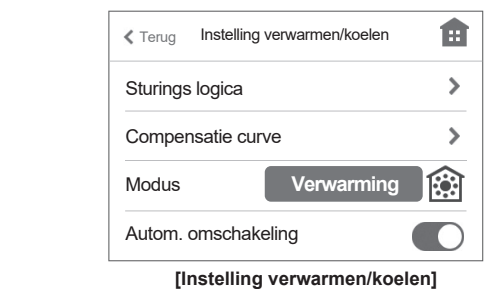 Terug Instelling verwarmen/koelen
Sturings logica
Compensatie curve
Modus Verwarming
Autom. omschakeling
[Instelling verwarmen/koelen]